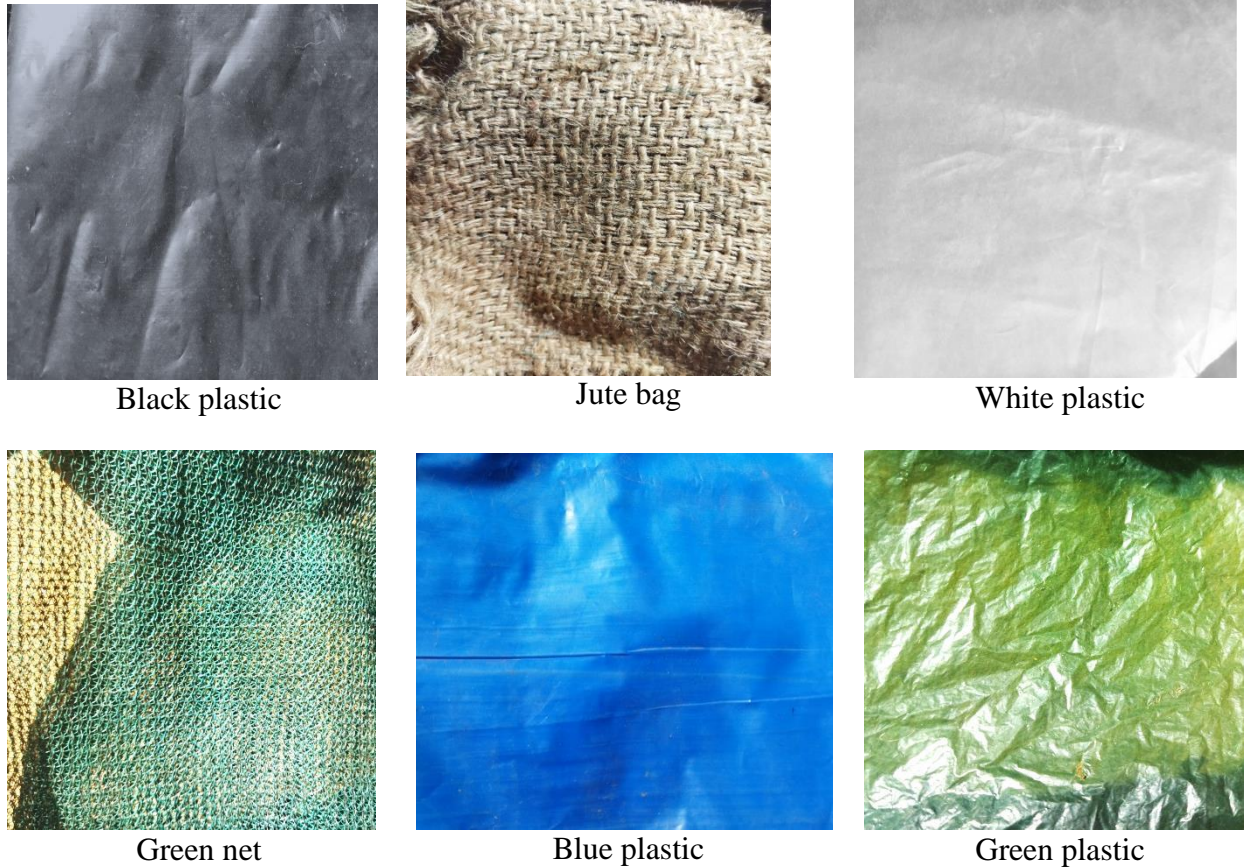 Black plastic
Jute bag
White plastic
Green net
Blue plastic
Green plastic